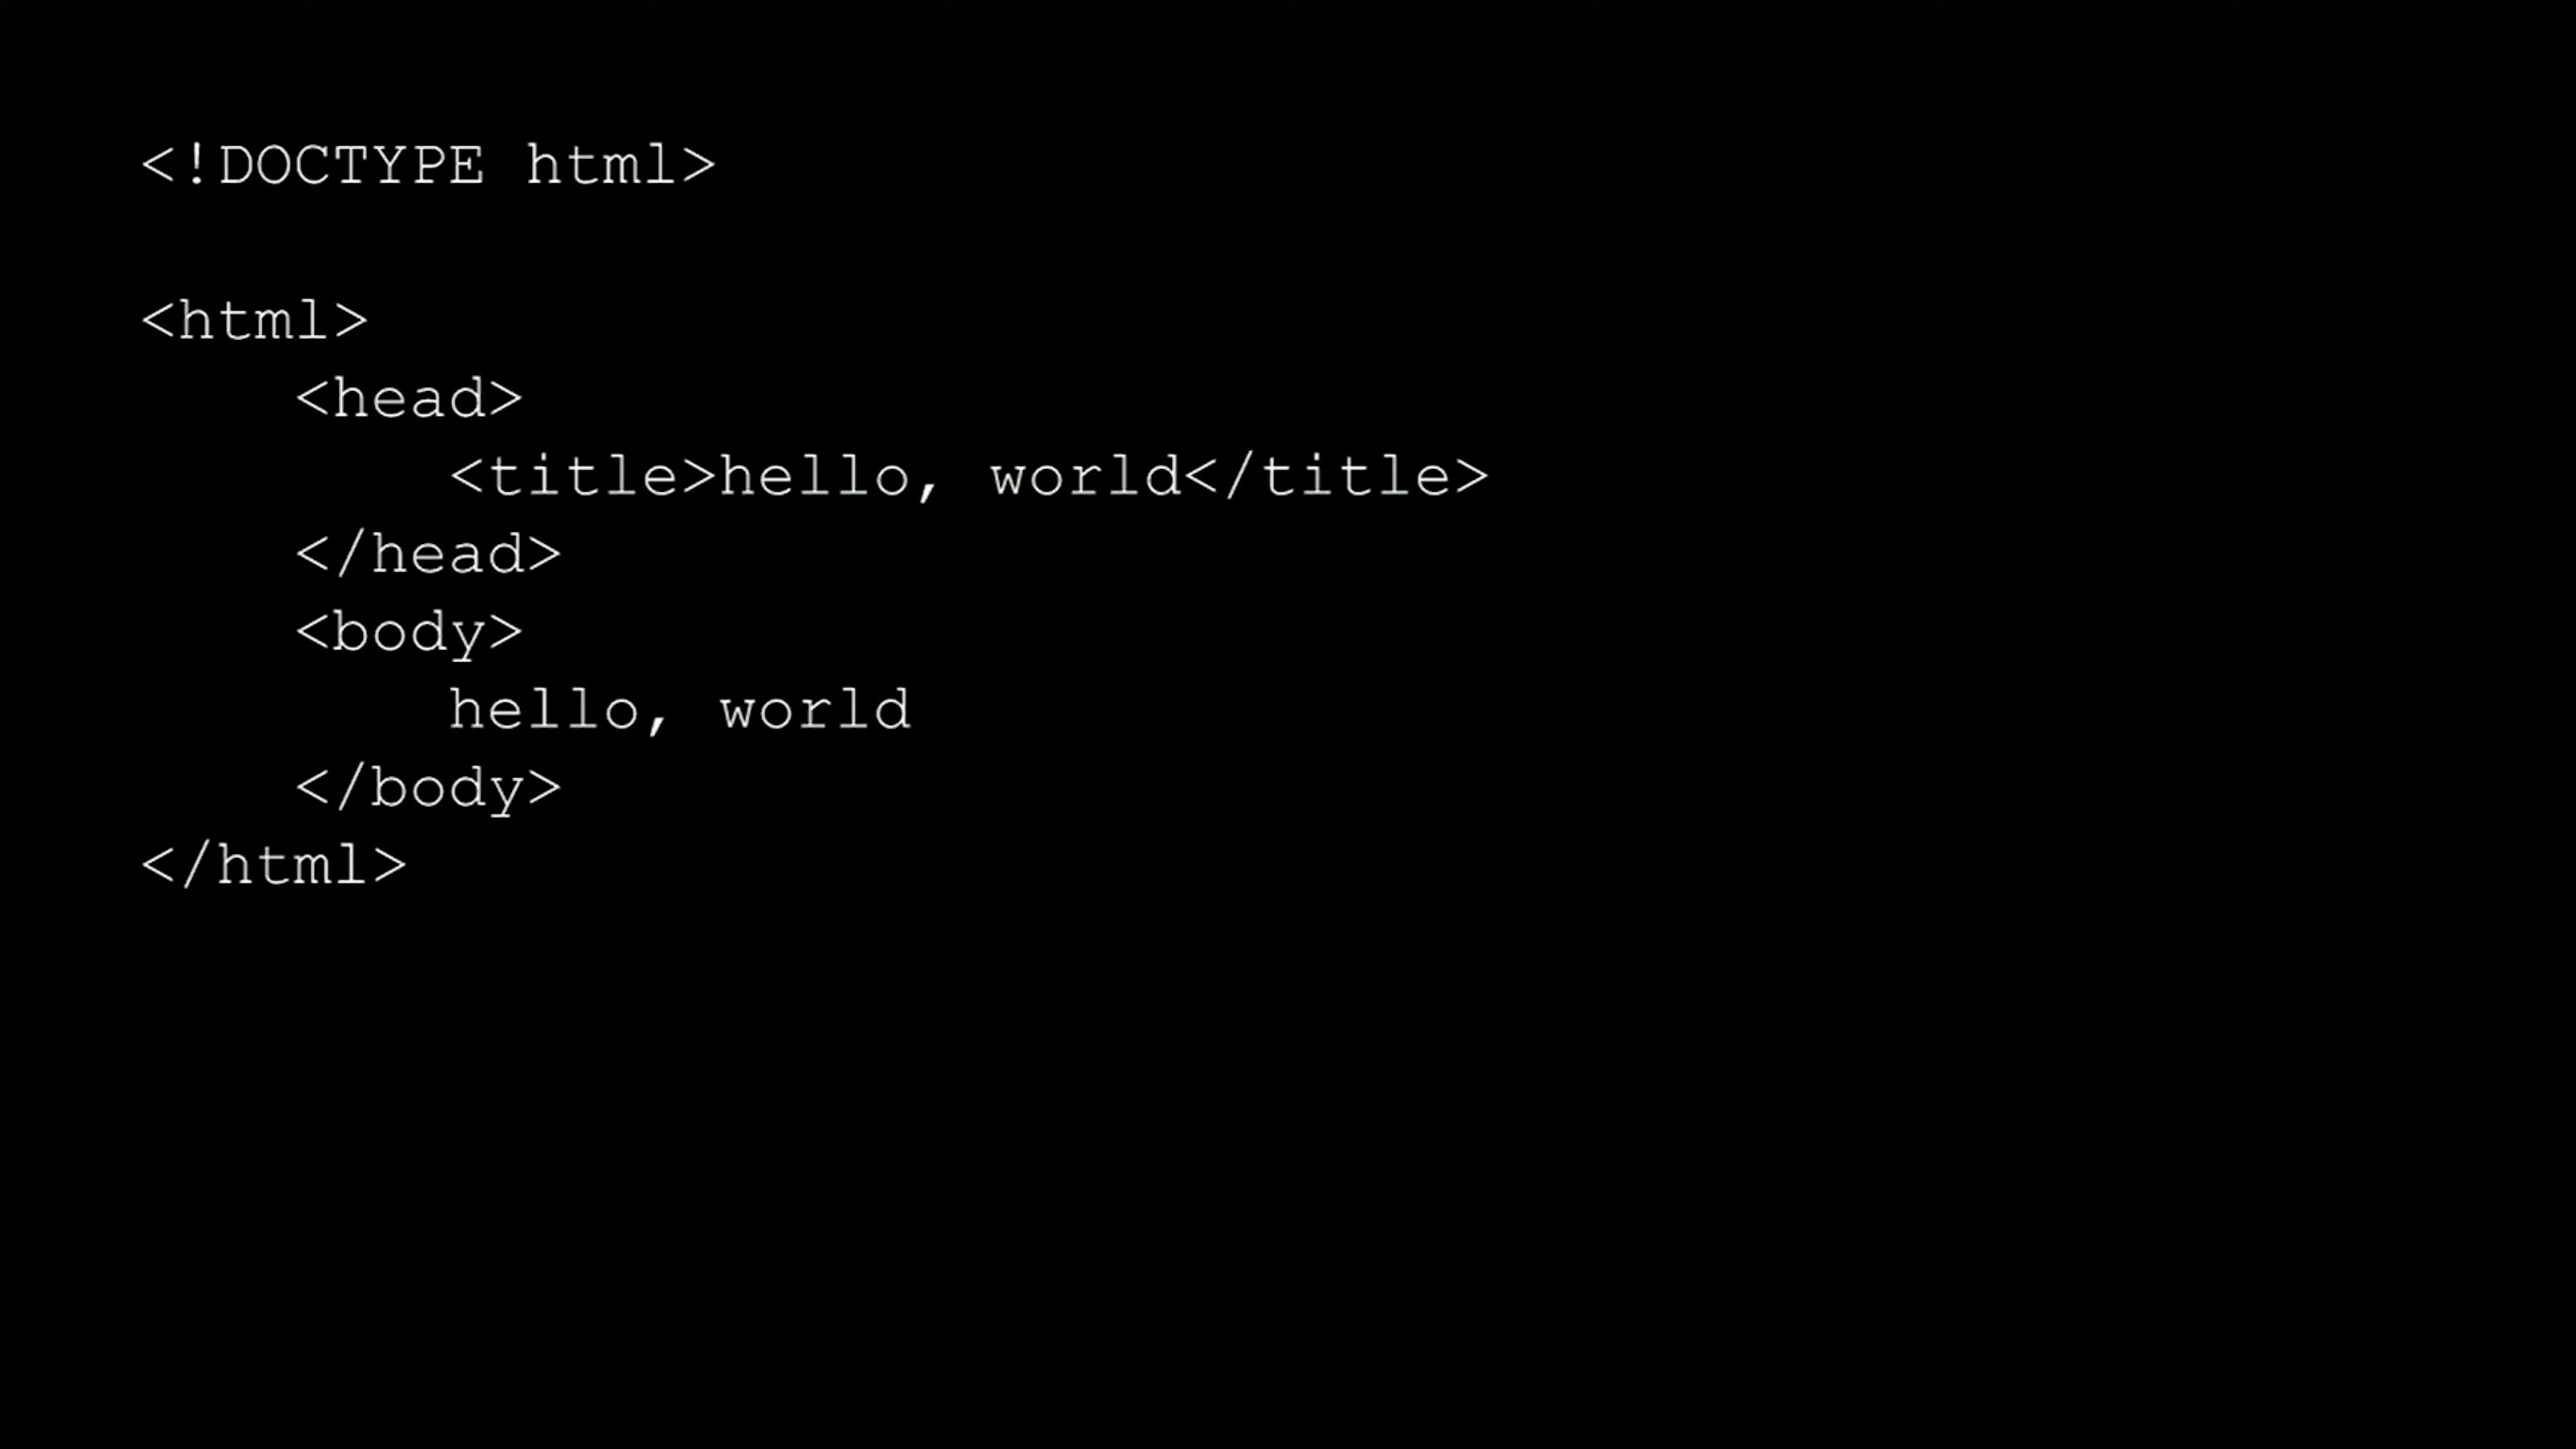 <!DOCTYPE html>
<html>
<head>
<title>hello, world</title>
</head>
<body>
hello, world
</body>
</html>